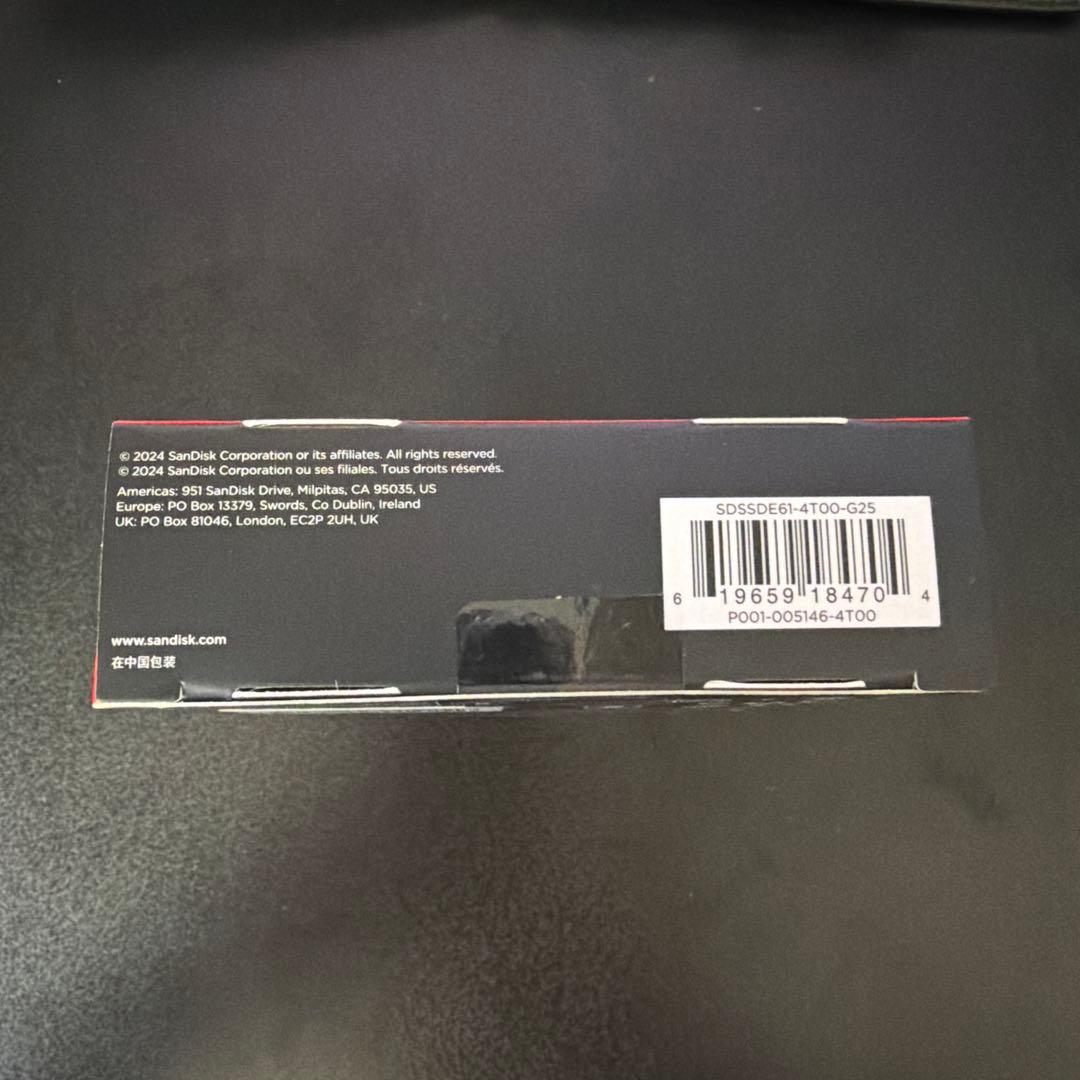 © 2024 SanDisk Corporation or its affiliates. All rights reserved.
© 2024 SanDisk Corporation ou ses filiales. Tous droits réservés.
Americas: 951 SanDisk Drive, Milpitas, CA 95035, US
Europe: PO Box 13379, Swords, Co Dublin, Ireland
UK: PO Box 81046, London, EC2P 2UH, UK
www.sandisk.com
在中国包装
SDSSDE61-4T00-G25
6 19659 18470 4
P001-005146-4T00